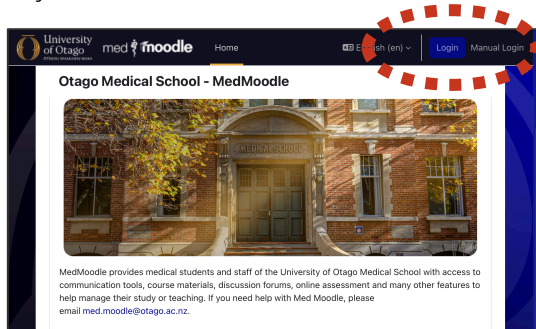 University
of Otago
med moodle
Home
English (en)
Login
Manual Login
Otago Medical School - MedMoodle
MEDICAL SCHOOL
MedMoodle provides medical students and staff of the University of Otago Medical School with access to
communication tools, course materials, discussion forums, online assessment and many other features to
help manage their study or teaching. If you need help with Med Moodle, please
email med.moodle@otago.ac.nz.